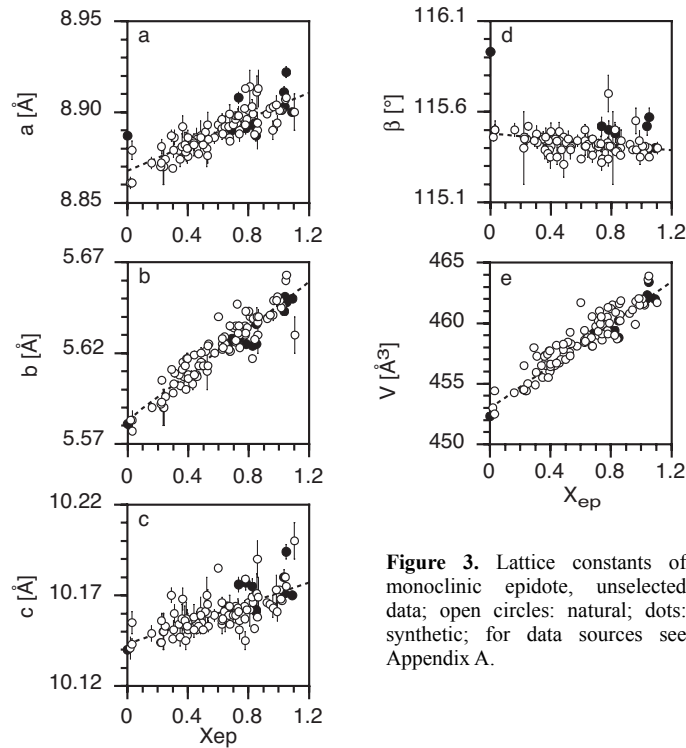 8.95
a
8.90
a [Å]
8.85
0 0.4 0.8 1.2
5.67
b
5.62
b [Å]
5.57
0 0.4 0.8 1.2
10.22
c
10.17
c [Å]
10.12
0 0.4 0.8 1.2
Xep
116.1
d
115.6
β [°]
115.1
0 0.4 0.8 1.2
465
e
460
V [Å3]
455
450
0 0.4 0.8 1.2
Xep
Figure 3. Lattice constants of
monoclinic epidote, unselected
data; open circles: natural; dots:
synthetic; for data sources see
Appendix A.